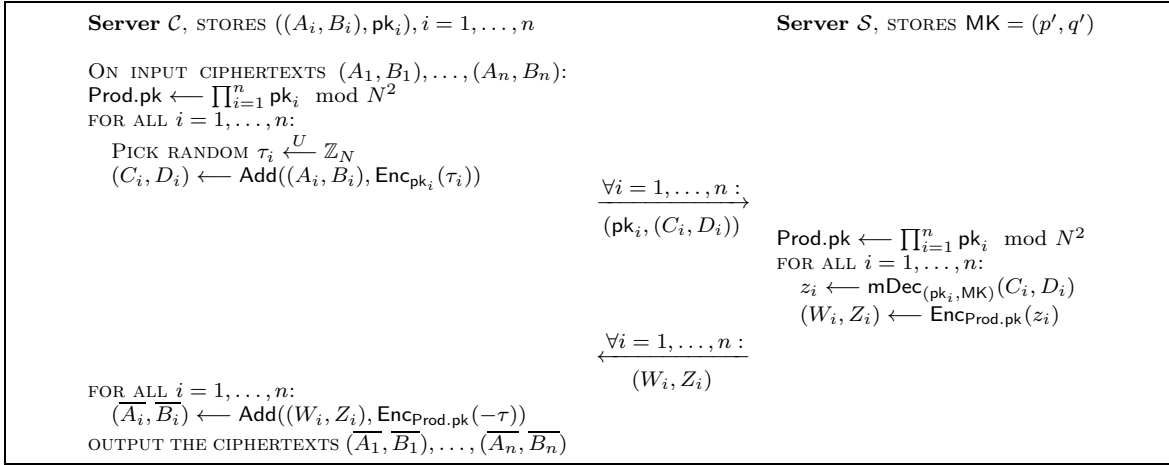 Server 𝒞, STORES ((A_i, B_i), pk_i), i = 1, . . . , n
Server 𝒮, STORES MK = (p′, q′)
ON INPUT CIPHERTEXTS (A_1, B_1), . . . , (A_n, B_n):
Prod.pk ⟵ ∏_{i=1}^{n} pk_i mod N^2
FOR ALL i = 1, . . . , n:
PICK RANDOM τ_i ⟵^U ℤ_N
(C_i, D_i) ⟵ Add((A_i, B_i), Enc_{pk_i}(τ_i))
∀i = 1, . . . , n :
(pk_i, (C_i, D_i))
Prod.pk ⟵ ∏_{i=1}^{n} pk_i mod N^2
FOR ALL i = 1, . . . , n:
z_i ⟵ mDec_{(pk_i, MK)}(C_i, D_i)
(W_i, Z_i) ⟵ Enc_{Prod.pk}(z_i)
∀i = 1, . . . , n :
(W_i, Z_i)
FOR ALL i = 1, . . . , n:
(\overline{A_i}, \overline{B_i}) ⟵ Add((W_i, Z_i), Enc_{Prod.pk}(−τ))
OUTPUT THE CIPHERTEXTS (\overline{A_1}, \overline{B_1}), . . . , (\overline{A_n}, \overline{B_n})